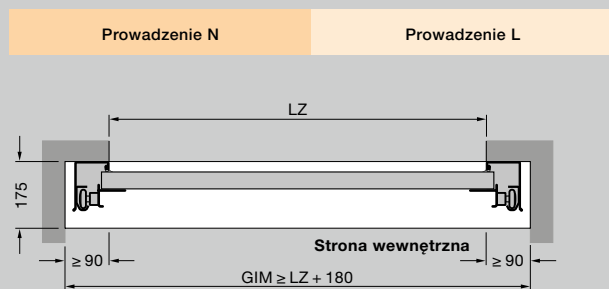 Prowadzenie N
Prowadzenie L
LZ
175
Strona wewnętrzna
≥ 90
≥ 90
GIM ≥ LZ + 180